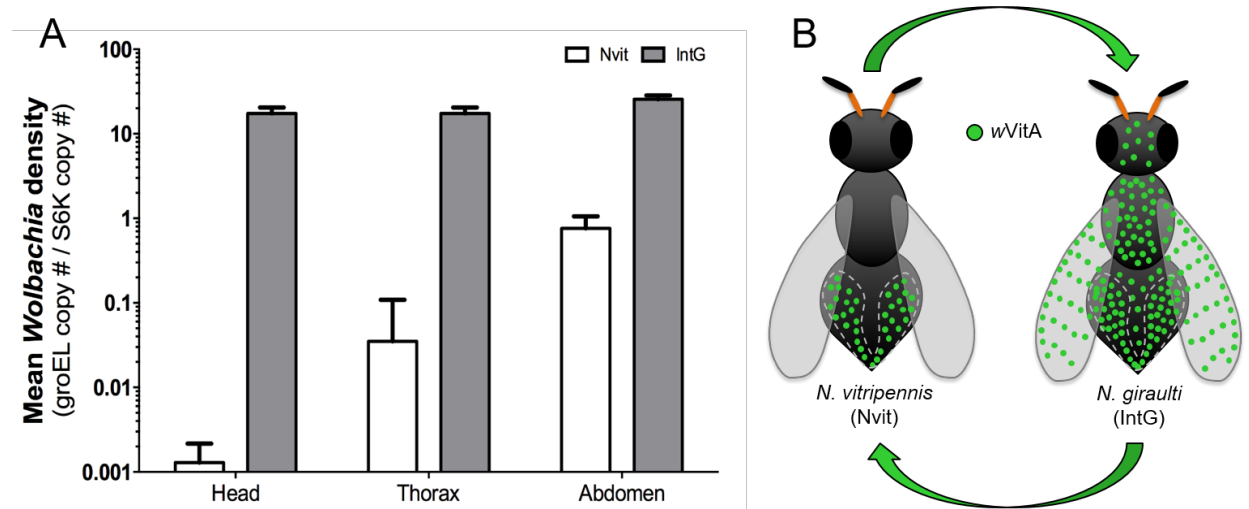 A
Mean Wolbachia density
(groEL copy # / S6K copy #)
100
10
1
0.1
0.01
0.001
Nvit
IntG
Head
Thorax
Abdomen
B
wVitA
N. vitripennis
(Nvit)
N. giraulti
(IntG)